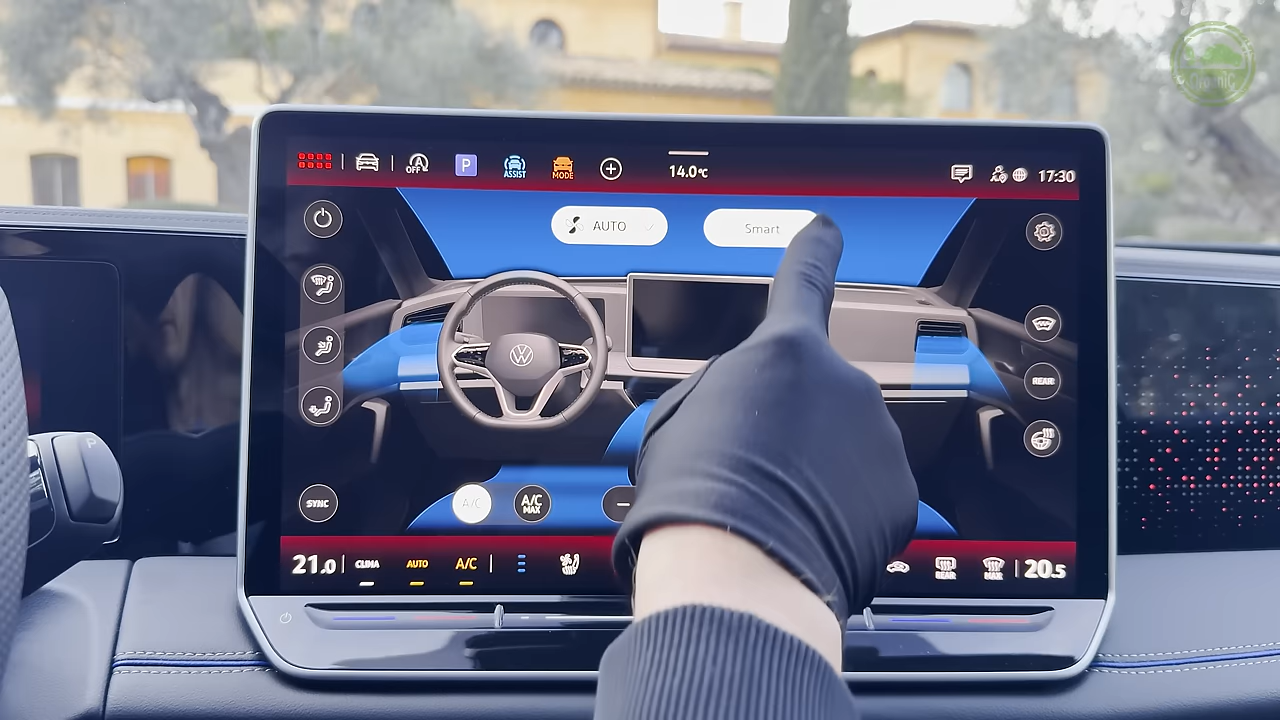 OFF
P
ASSIST
MODE
14.0°C
17:30
AUTO
Smart
REAR
SYNC
A/C
A/C
MAX
21.0
CLIMA
AUTO
A/C
REAR
MAX
20.5
P